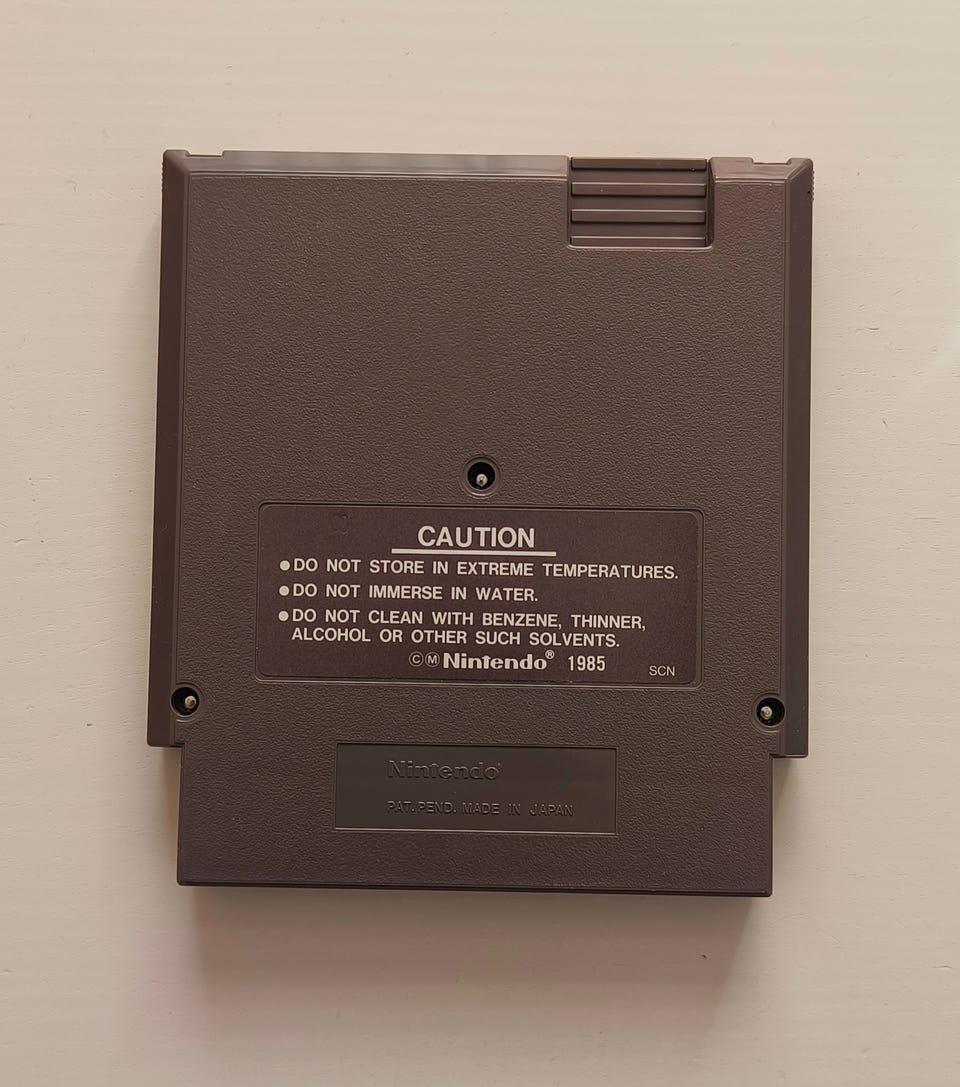 CAUTION
●DO NOT STORE IN EXTREME TEMPERATURES.
●DO NOT IMMERSE IN WATER.
●DO NOT CLEAN WITH BENZENE, THINNER,
ALCOHOL OR OTHER SUCH SOLVENTS.
ⒸⓂNintendo® 1985
SCN
Nintendo®
PAT. PEND. MADE IN JAPAN